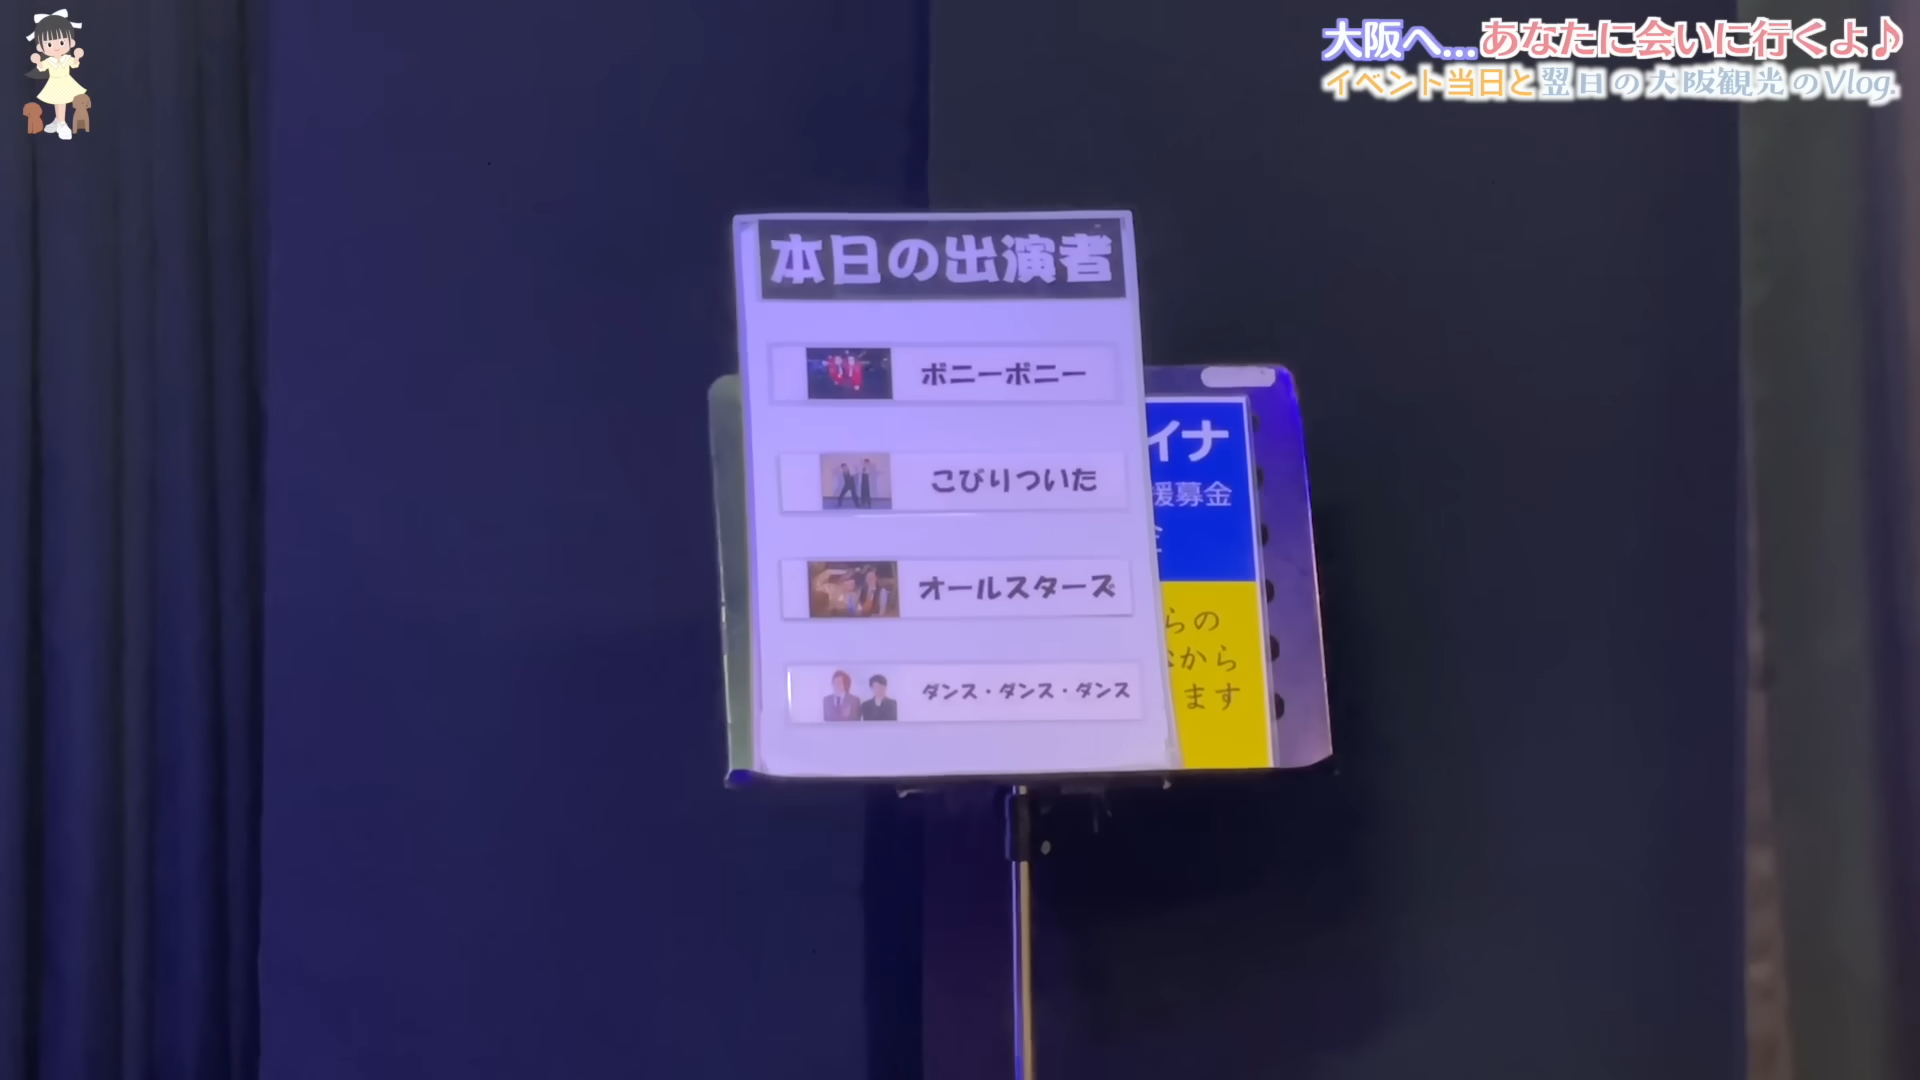 大阪へ...あなたに会いに行くよ♪
イベント当日と翌日の大阪観光のVlog.
本日の出演者
ボニーボニー
こびりついた
オールスターズ
ダンス・ダンス・ダンス
イナ
援募金
らの
から
ます